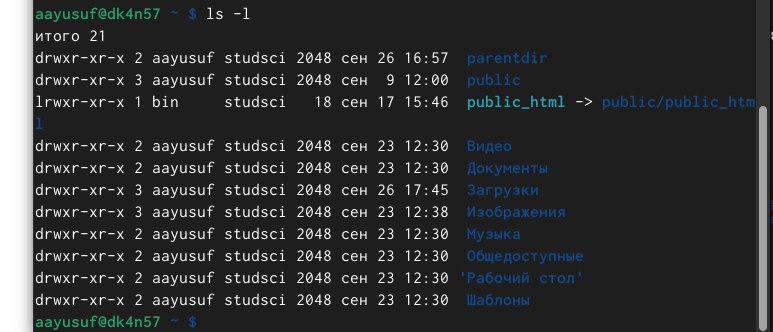 aayusuf@dk4n57 ~ $ ls -l
итого 21
drwxr-xr-x 2 aayusuf studsci 2048 сен 26 16:57  parentdir
drwxr-xr-x 3 aayusuf studsci 2048 сен  9 12:00  public
lrwxr-xr-x 1 bin     studsci   18 сен 17 15:46  public_html -> public/public_htm
l
drwxr-xr-x 2 aayusuf studsci 2048 сен 23 12:30  Видео
drwxr-xr-x 2 aayusuf studsci 2048 сен 23 12:30  Документы
drwxr-xr-x 3 aayusuf studsci 2048 сен 26 17:45  Загрузки
drwxr-xr-x 3 aayusuf studsci 2048 сен 23 12:38  Изображения
drwxr-xr-x 2 aayusuf studsci 2048 сен 23 12:30  Музыка
drwxr-xr-x 2 aayusuf studsci 2048 сен 23 12:30  Общедоступные
drwxr-xr-x 2 aayusuf studsci 2048 сен 23 12:30 'Рабочий стол'
drwxr-xr-x 2 aayusuf studsci 2048 сен 23 12:30  Шаблоны
aayusuf@dk4n57 ~ $